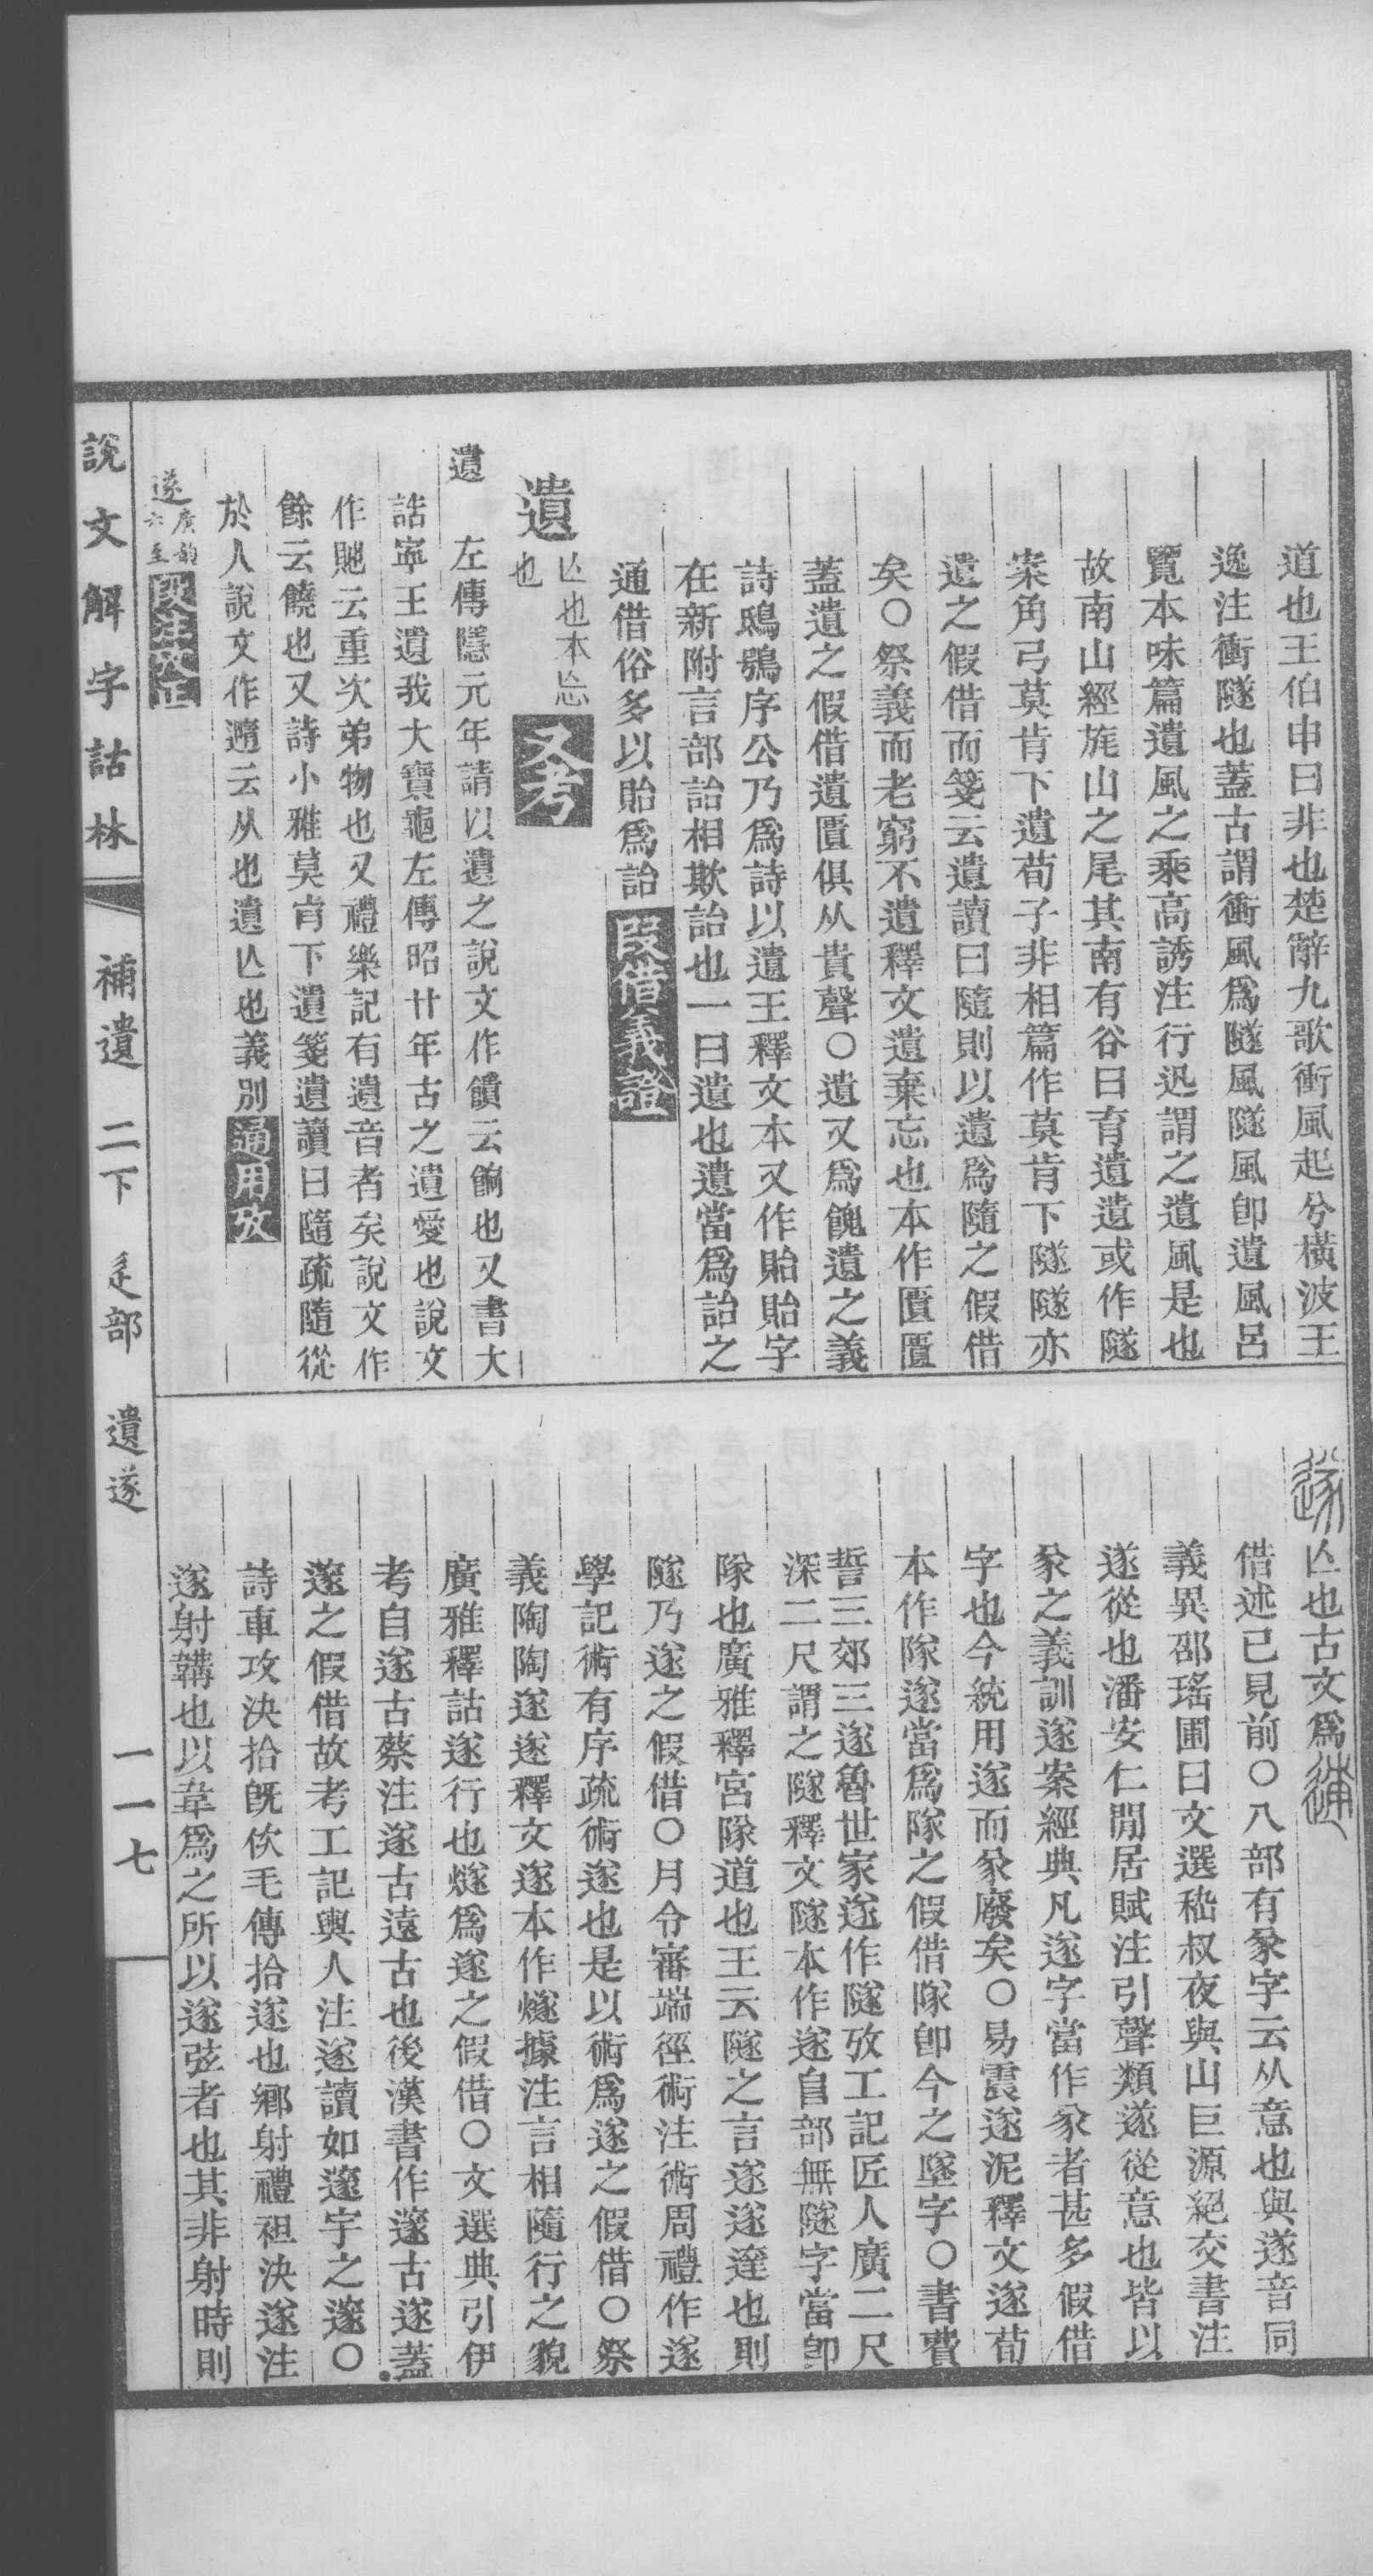 道也王伯申曰非也楚辭九歌衝風起兮橫波王
逸注衝隧也蓋古謂衝風爲隧風隧風卽遺風呂
覽本味篇遺風之乘高誘注行迅謂之遺風是也
故南山經旄山之尾其南有谷曰育遺遺或作隧
案角弓莫肯下遺荀子非相篇作莫肯下隧隧亦
遺之假借而箋云遺讀曰隨則以遺爲隨之假借
矣〇祭義而老窮不遺釋文遺棄忘也本作匱匱
蓋遺之假借遺匱俱从貴聲〇遺又爲餽遺之義
詩鴟鴞序公乃爲詩以遺王釋文本又作貽貽字
在新附言部詒相欺詒也一曰遺也遺當爲詒之
通借俗多以貽爲詒 段借義證
遺 亾也本忘也 又考
遺 左傳隱元年請以遺之說文作饋云餉也又書大
誥寧王遺我大寶龜左傳昭廿年古之遺愛也說文
作貤云重次弟物也又禮樂記有遺音者矣說文作
餘云饒也又詩小雅莫肯下遺箋遺讀曰隨疏隨從
於人說文作隨云从也遺亾也義別 通用攷
遂 廣韵六至 段注改正
遂 亾也古文爲𨔵
借述已見前〇八部有㒸字云从意也與遂音同
義異邵瑤圃曰文選嵇叔夜與山巨源絕交書注
遂從也潘安仁閒居賦注引聲類遂從意也皆以
㒸之義訓遂案經典凡遂字當作㒸者甚多假借
字也今統用遂而㒸廢矣〇易震遂泥釋文遂荀
本作隊遂當爲隊之假借隊卽今之墜字〇書費
誓三郊三遂魯世家遂作隧攷工記匠人廣二尺
深二尺謂之隧釋文隧本作遂𨸏部無隧字當卽
隊也廣雅釋宮隊道也王云隧之言遂遂達也則
隧乃遂之假借〇月令審端徑術注術周禮作遂
學記術有序疏術遂也是以術爲遂之假借〇祭
義陶陶遂遂釋文遂本作燧據注言相隨行之貌
廣雅釋詁遂行也燧爲遂之假借〇文選典引伊
考自遂古蔡注遂古遠古也後漢書作邃古遂蓋
邃之假借故考工記輿人注遂讀如邃宇之邃〇
詩車攻決拾旣佽毛傳拾遂也鄉射禮袒決遂注
遂射韝也以韋爲之所以遂弦者也其非射時則
說文解字詁林 補遺 二下 辵部 遺遂 一一七